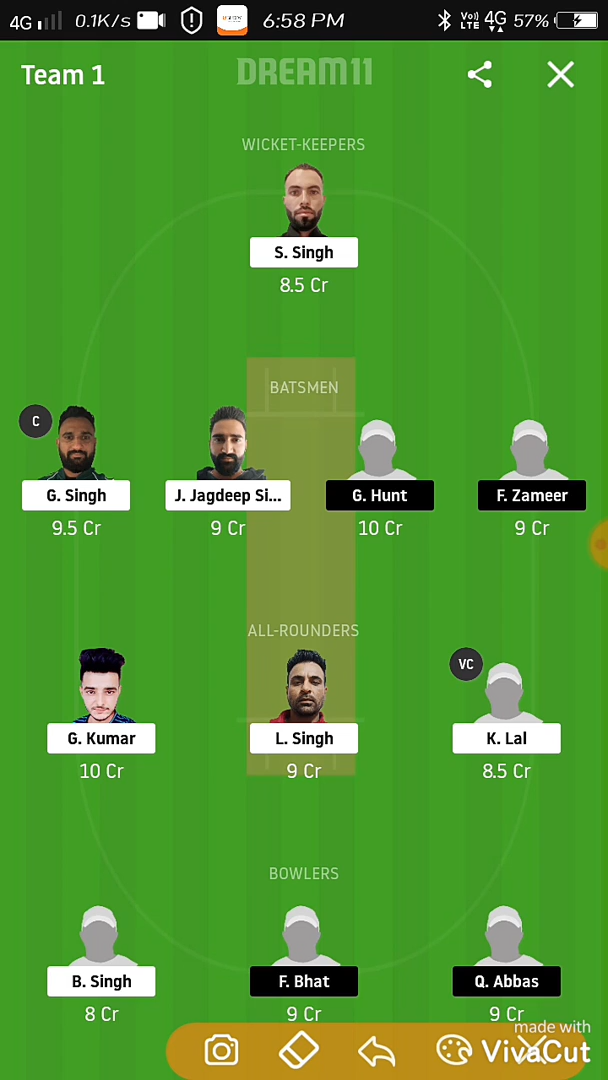 4G 0.1K/s 6:58 PM Vo)) LTE 4G 57%
Team 1 DREAM11
WICKET-KEEPERS
S. Singh
8.5 Cr
BATSMEN
C
G. Singh J. Jagdeep Si... G. Hunt F. Zameer
9.5 Cr 9 Cr 10 Cr 9 Cr
ALL-ROUNDERS
VC
G. Kumar L. Singh K. Lal
10 Cr 9 Cr 8.5 Cr
BOWLERS
B. Singh F. Bhat Q. Abbas
8 Cr 9 Cr 9 Cr
made with
VivaCut